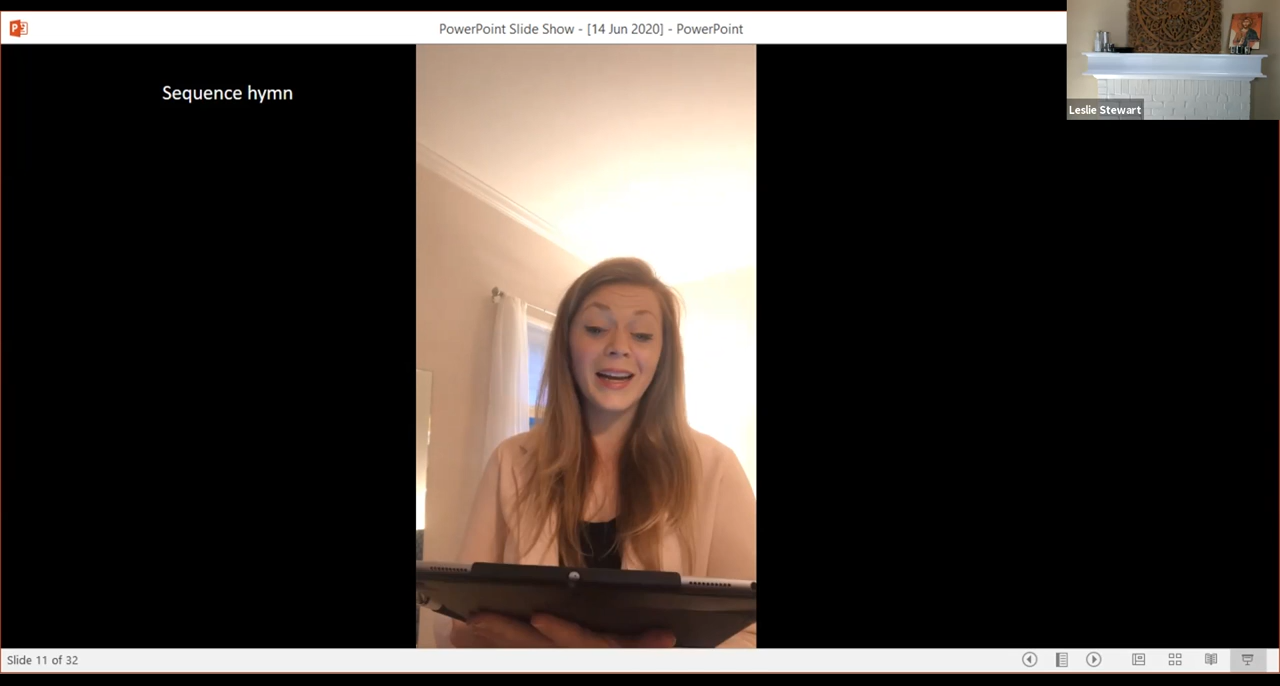 PowerPoint Slide Show - [14 Jun 2020] - PowerPoint
Leslie Stewart
Sequence hymn
Slide 11 of 32